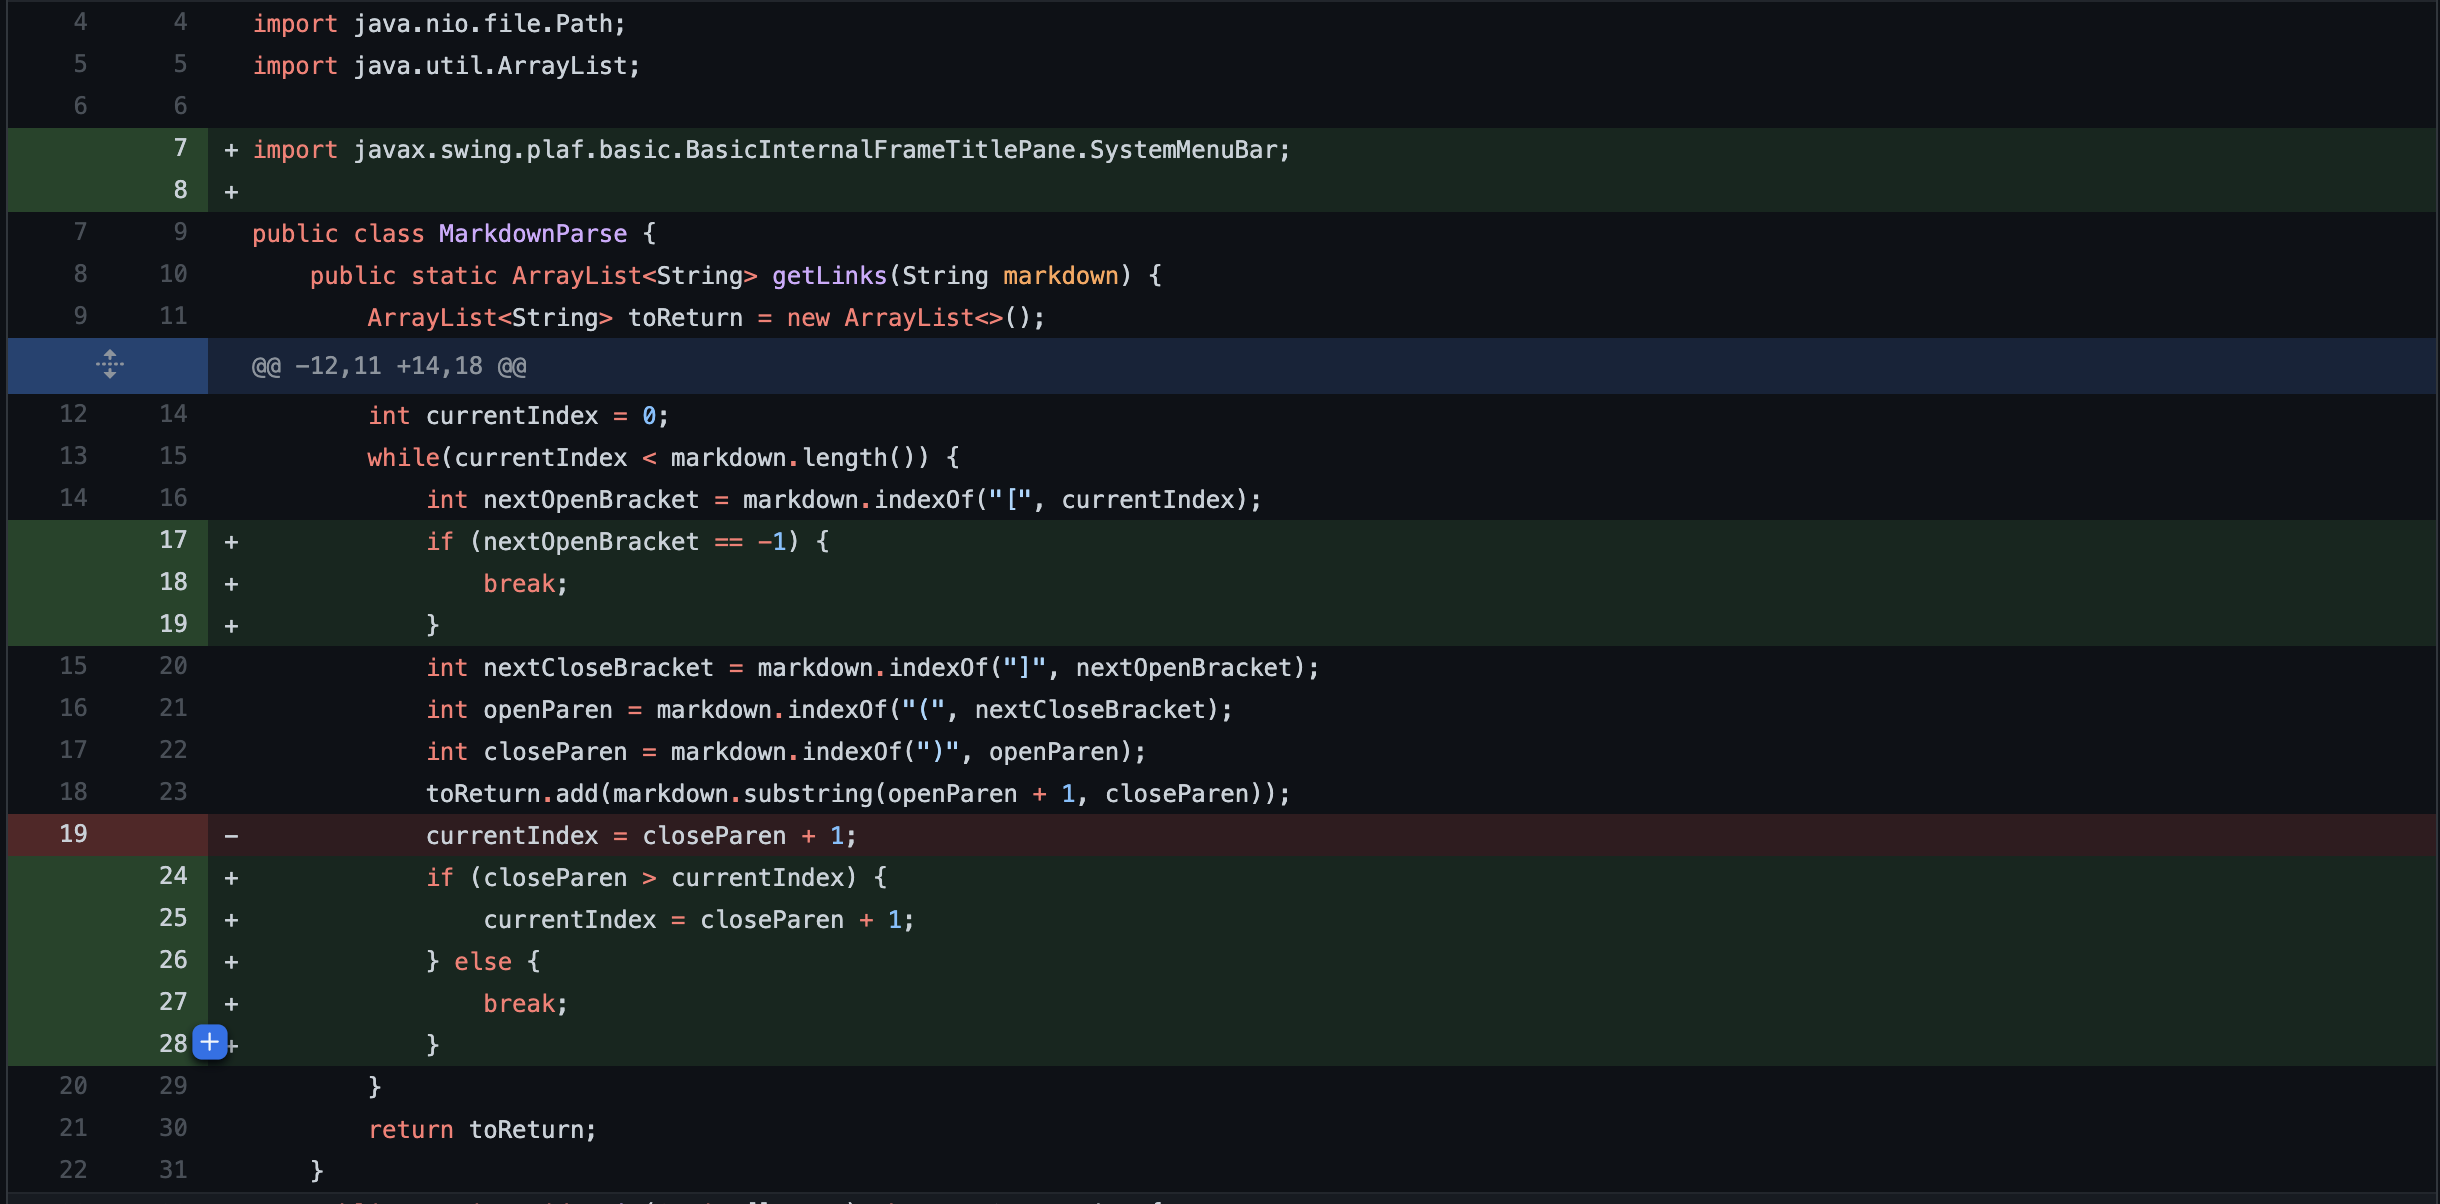 4 4 import java.nio.file.Path;
5 5 import java.util.ArrayList;
6 6
7 + import javax.swing.plaf.basic.BasicInternalFrameTitlePane.SystemMenuBar;
8 +
7 9 public class MarkdownParse {
8 10 public static ArrayList<String> getLinks(String markdown) {
9 11 ArrayList<String> toReturn = new ArrayList<>();
@@ -12,11 +14,18 @@
12 14 int currentIndex = 0;
13 15 while(currentIndex < markdown.length()) {
14 16 int nextOpenBracket = markdown.indexOf("[", currentIndex);
17 + if (nextOpenBracket == -1) {
18 + break;
19 + }
15 20 int nextCloseBracket = markdown.indexOf("]", nextOpenBracket);
16 21 int openParen = markdown.indexOf("(", nextCloseBracket);
17 22 int closeParen = markdown.indexOf(")", openParen);
18 23 toReturn.add(markdown.substring(openParen + 1, closeParen));
19 - currentIndex = closeParen + 1;
24 + if (closeParen > currentIndex) {
25 + currentIndex = closeParen + 1;
26 + } else {
27 + break;
28 + }
20 29 }
21 30 return toReturn;
22 31 }